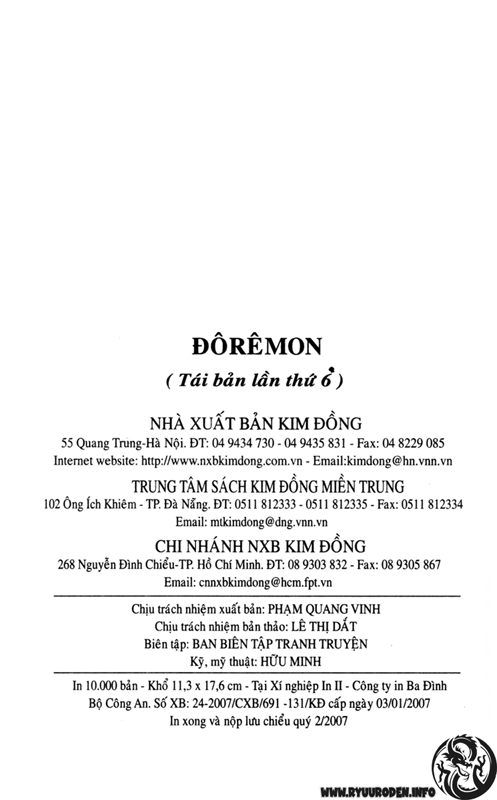 ĐÔRÊMON
( Tái bản lần thứ 6 )
NHÀ XUẤT BẢN KIM ĐỒNG
55 Quang Trung-Hà Nội. ĐT: 04 9434 730 - 04 9435 831 - Fax: 04 8229 085
Internet website: http://www.nxbkimdong.com.vn - Email:kimdong@hn.vnn.vn
TRUNG TÂM SÁCH KIM ĐỒNG MIỀN TRUNG
102 Ông Ích Khiêm - TP. Đà Nẵng. ĐT: 0511 812333 - 0511 812335 - Fax: 0511 812334
Email: mtkimdong@dng.vnn.vn
CHI NHÁNH NXB KIM ĐỒNG
268 Nguyễn Đình Chiểu-TP. Hồ Chí Minh. ĐT: 08 9303 832 - Fax: 08 9305 867
Email: cnnxbkimdong@hcm.fpt.vn
Chịu trách nhiệm xuất bản: PHẠM QUANG VINH
Chịu trách nhiệm bản thảo: LÊ THỊ DẮT
Biên tập: BAN BIÊN TẬP TRANH TRUYỆN
Kỹ, mỹ thuật: HỮU MINH
In 10.000 bản - Khổ 11,3 x 17,6 cm - Tại Xí nghiệp In II - Công ty in Ba Đình
Bộ Công An. Số XB: 24-2007/CXB/691 -131/KĐ cấp ngày 03/01/2007
In xong và nộp lưu chiểu quý 2/2007
WWW.RYUURODEN.INFO